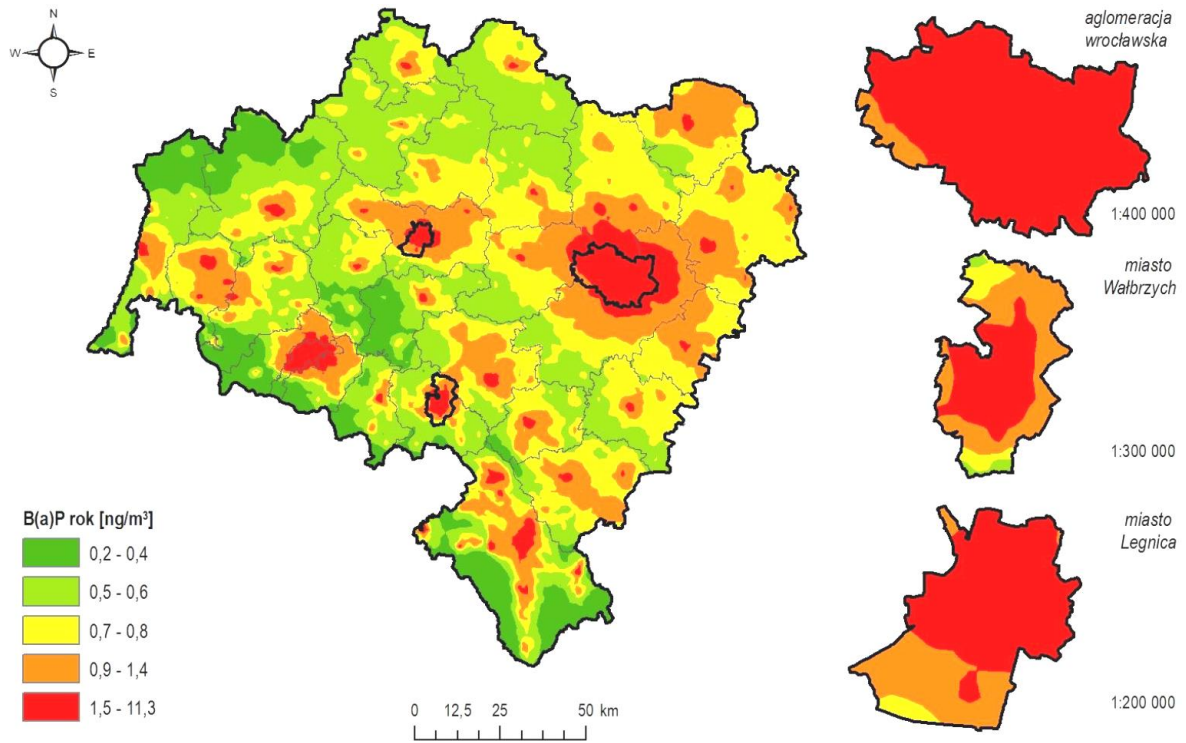 N
W E
S
aglomeracja
wrocławska
1:400 000
miasto
Wałbrzych
1:300 000
miasto
Legnica
1:200 000
B(a)P rok [ng/m³]
0,2 - 0,4
0,5 - 0,6
0,7 - 0,8
0,9 - 1,4
1,5 - 11,3
0 12,5 25 50 km